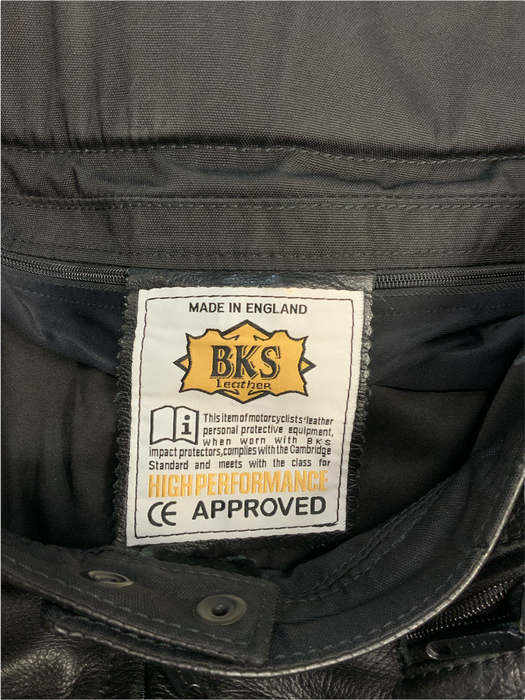 MADE IN ENGLAND
BKS
Leather
i
This item of motorcyclists' leather
personal protective equipment,
when worn with BKS
impact protectors, complies with the Cambridge
Standard and meets with the class for
HIGH PERFORMANCE
CE APPROVED